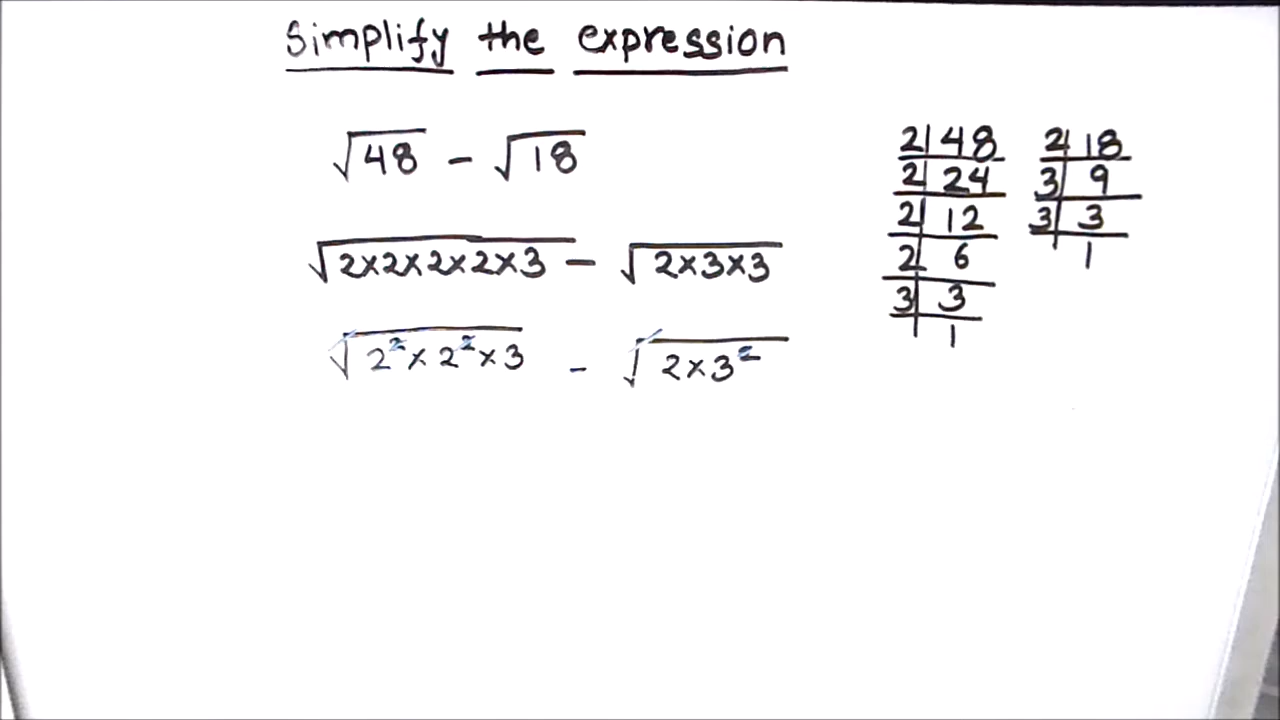 Simplify the expression
√48 - √18
√2×2×2×2×3 - √2×3×3
√2²×2²×3 - √2×3²
2|48
2|24
2|12
2|6
3|3
|1
2|18
3|9
3|3
|1